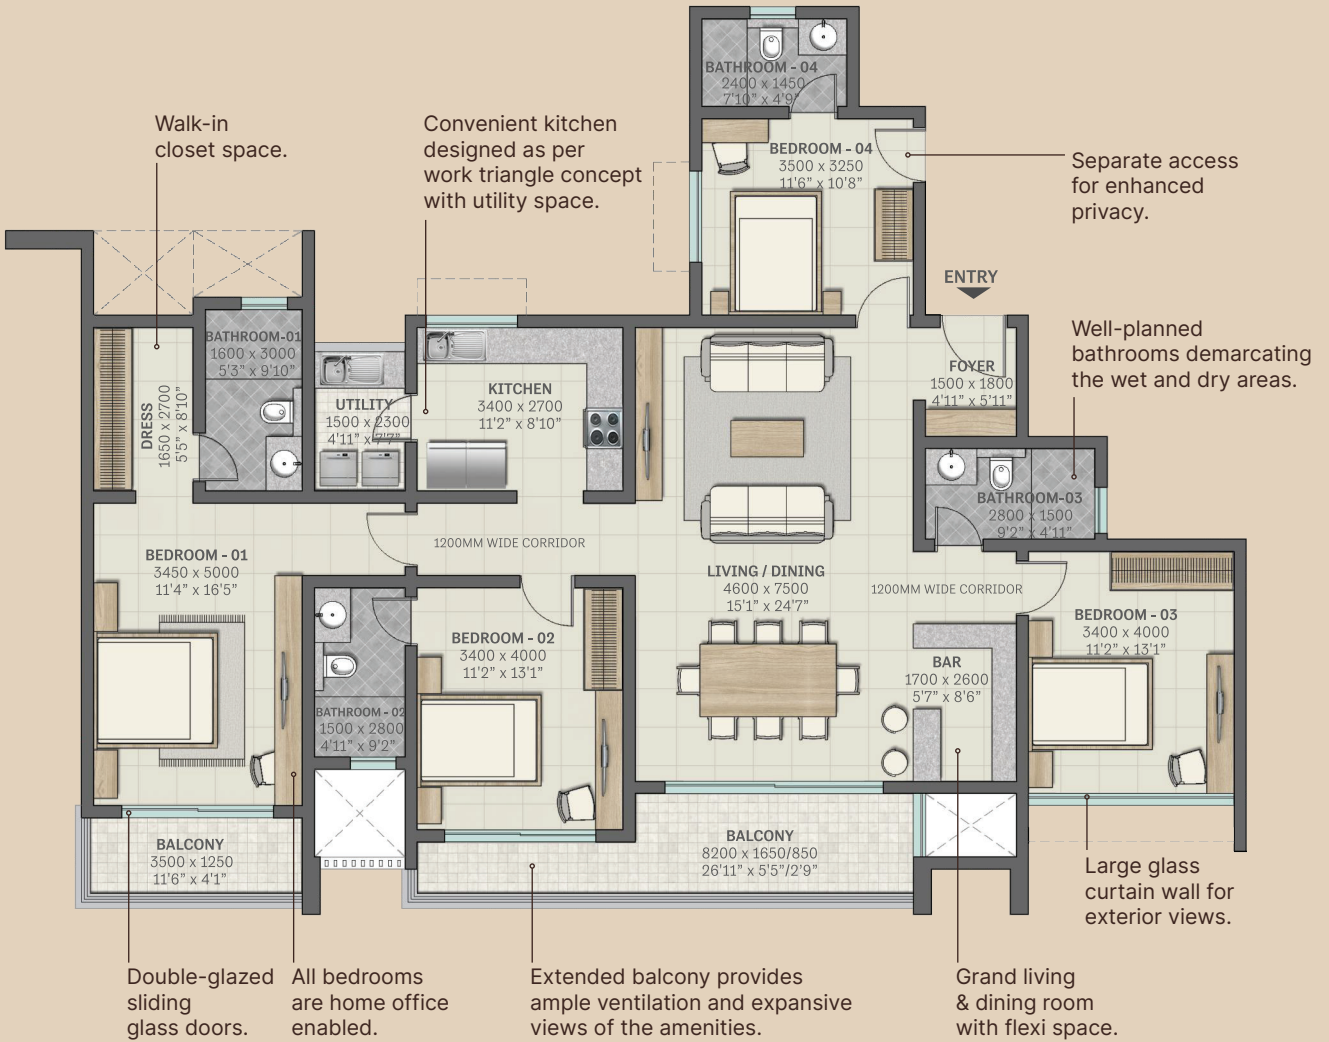 BATHROOM - 04
2400 x 1450
7'10" x 4'9"
Walk-in
closet space.
Convenient kitchen
designed as per
work triangle concept
with utility space.
BEDROOM - 04
3500 x 3250
11'6" x 10'8"
Separate access
for enhanced
privacy.
ENTRY
Well-planned
bathrooms demarcating
the wet and dry areas.
BATHROOM-01
1600 x 3000
5'3" x 9'10"
DRESS
1650 x 2700
5'5" x 8'10"
UTILITY
1500 x 2300
4'11" x 7'7"
KITCHEN
3400 x 2700
11'2" x 8'10"
FOYER
1500 x 1800
4'11" x 5'11"
BATHROOM-03
2800 x 1500
9'2" x 4'11"
BEDROOM - 01
3450 x 5000
11'4" x 16'5"
1200MM WIDE CORRIDOR
LIVING / DINING
4600 x 7500
15'1" x 24'7"
1200MM WIDE CORRIDOR
BEDROOM - 02
3400 x 4000
11'2" x 13'1"
BEDROOM - 03
3400 x 4000
11'2" x 13'1"
BAR
1700 x 2600
5'7" x 8'6"
BATHROOM - 02
1500 x 2800
4'11" x 9'2"
BALCONY
3500 x 1250
11'6" x 4'1"
BALCONY
8200 x 1650/850
26'11" x 5'5"/2'9"
Large glass
curtain wall for
exterior views.
Double-glazed
sliding
glass doors.
All bedrooms
are home office
enabled.
Extended balcony provides
ample ventilation and expansive
views of the amenities.
Grand living
& dining room
with flexi space.